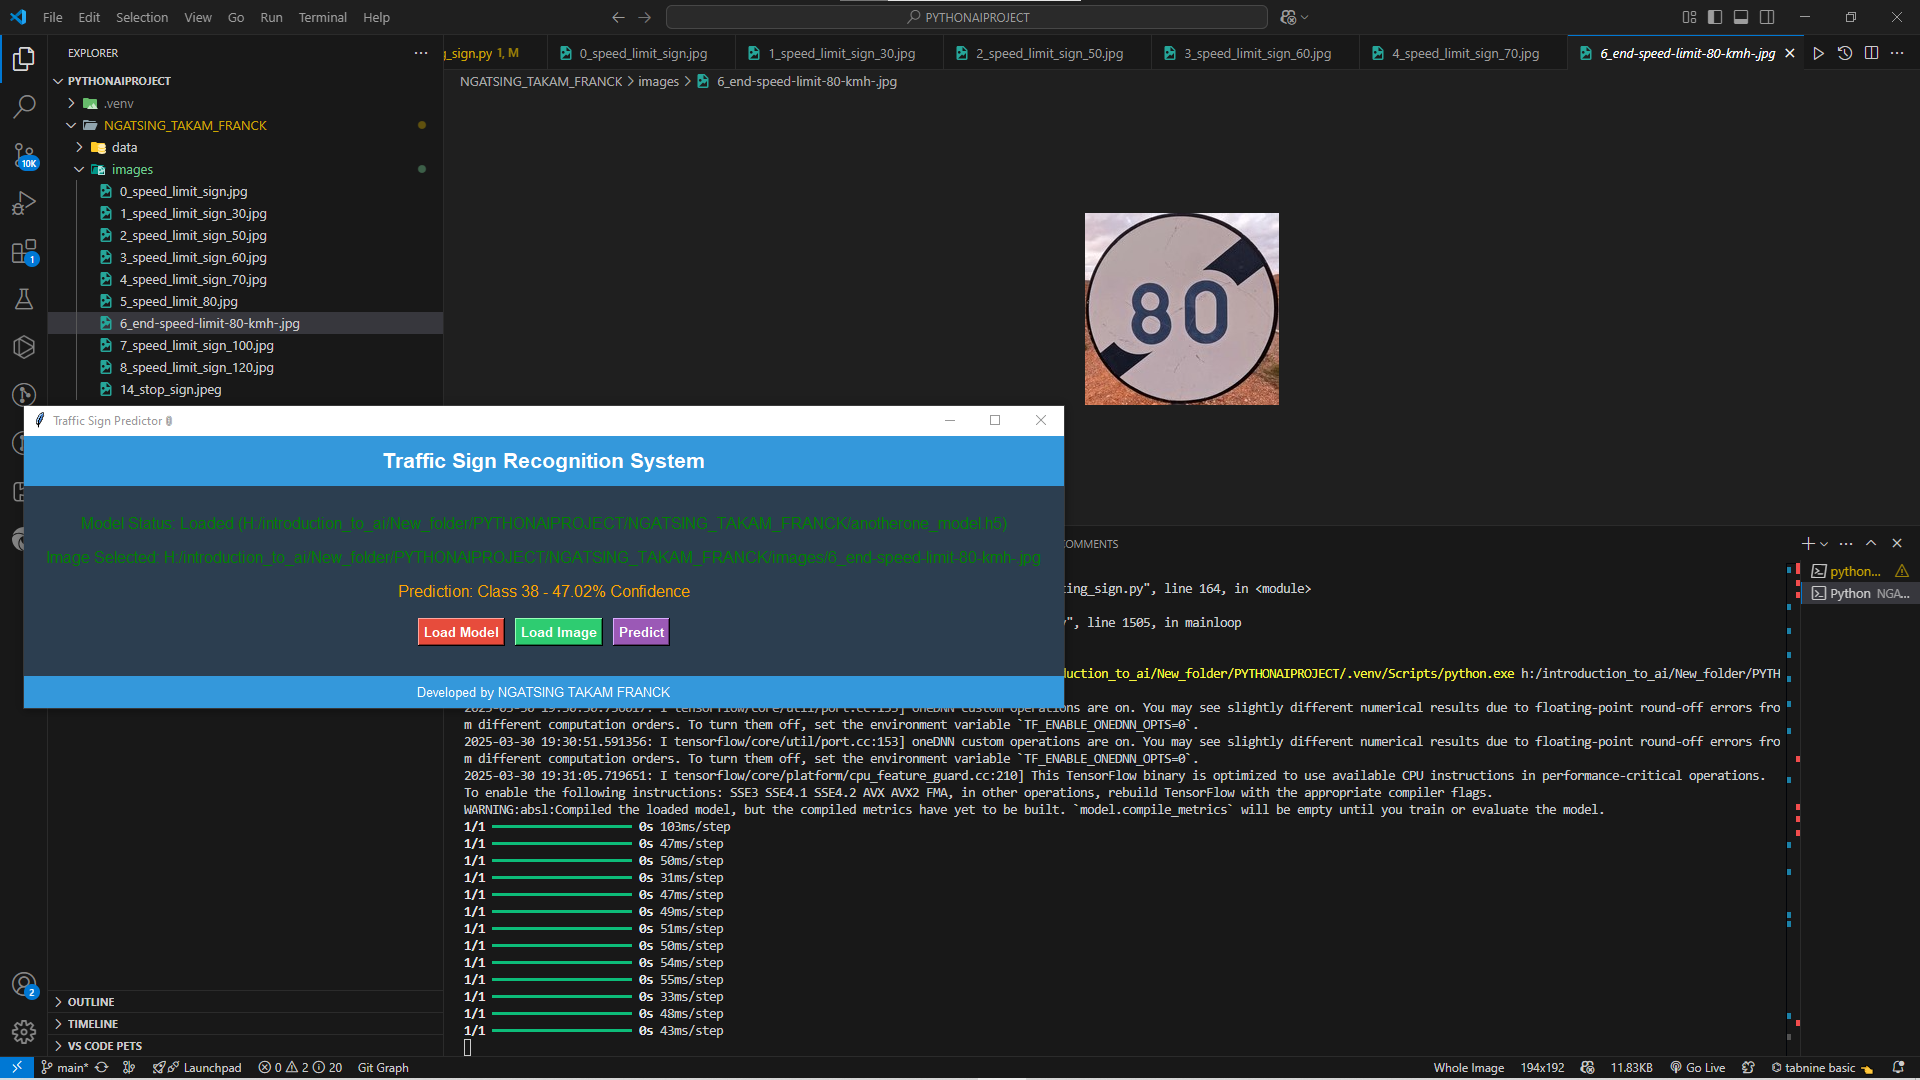 File Edit Selection View Go Run Terminal Help
PYTHONAIPROJECT
EXPLORER
g_sign.py 1, M
0_speed_limit_sign.jpg
1_speed_limit_sign_30.jpg
2_speed_limit_sign_50.jpg
3_speed_limit_sign_60.jpg
4_speed_limit_sign_70.jpg
6_end-speed-limit-80-kmh-.jpg
NGATSING_TAKAM_FRANCK > images > 6_end-speed-limit-80-kmh-.jpg
PYTHONAIPROJECT
.venv
NGATSING_TAKAM_FRANCK
data
images
0_speed_limit_sign.jpg
1_speed_limit_sign_30.jpg
2_speed_limit_sign_50.jpg
3_speed_limit_sign_60.jpg
4_speed_limit_sign_70.jpg
5_speed_limit_80.jpg
6_end-speed-limit-80-kmh-.jpg
7_speed_limit_sign_100.jpg
8_speed_limit_sign_120.jpg
14_stop_sign.jpeg
10K
1
80
Traffic Sign Predictor
Traffic Sign Recognition System
Model Status: Loaded (H:/introduction_to_ai/New_folder/PYTHONAIPROJECT/NGATSING_TAKAM_FRANCK/anotherone_model.h5)
Image Selected: H:/introduction_to_ai/New_folder/PYTHONAIPROJECT/NGATSING_TAKAM_FRANCK/images/6_end-speed-limit-80-kmh-.jpg
Prediction: Class 38 - 47.02% Confidence
Load Model Load Image Predict
Developed by NGATSING TAKAM FRANCK
COMMENTS
python...
Python NGA...
ing_sign.py", line 164, in <module>
", line 1505, in mainloop
uction_to_ai/New_folder/PYTHONAIPROJECT/.venv/Scripts/python.exe h:/introduction_to_ai/New_folder/PYTH
oneDNN custom operations are on. You may see slightly different numerical results due to floating-point round-off errors fro
m different computation orders. To turn them off, set the environment variable `TF_ENABLE_ONEDNN_OPTS=0`.
2025-03-30 19:30:51.591356: I tensorflow/core/util/port.cc:153] oneDNN custom operations are on. You may see slightly different numerical results due to floating-point round-off errors fro
m different computation orders. To turn them off, set the environment variable `TF_ENABLE_ONEDNN_OPTS=0`.
2025-03-30 19:31:05.719651: I tensorflow/core/platform/cpu_feature_guard.cc:210] This TensorFlow binary is optimized to use available CPU instructions in performance-critical operations.
To enable the following instructions: SSE3 SSE4.1 SSE4.2 AVX AVX2 FMA, in other operations, rebuild TensorFlow with the appropriate compiler flags.
WARNING:absl:Compiled the loaded model, but the compiled metrics have yet to be built. `model.compile_metrics` will be empty until you train or evaluate the model.
1/1 0s 103ms/step
1/1 0s 47ms/step
1/1 0s 50ms/step
1/1 0s 31ms/step
1/1 0s 47ms/step
1/1 0s 49ms/step
1/1 0s 51ms/step
1/1 0s 50ms/step
1/1 0s 54ms/step
1/1 0s 55ms/step
1/1 0s 33ms/step
1/1 0s 48ms/step
1/1 0s 43ms/step
2
OUTLINE
TIMELINE
VS CODE PETS
main* Launchpad 0 2 20 Git Graph
Whole Image 194x192 11.83KB Go Live tabnine basic